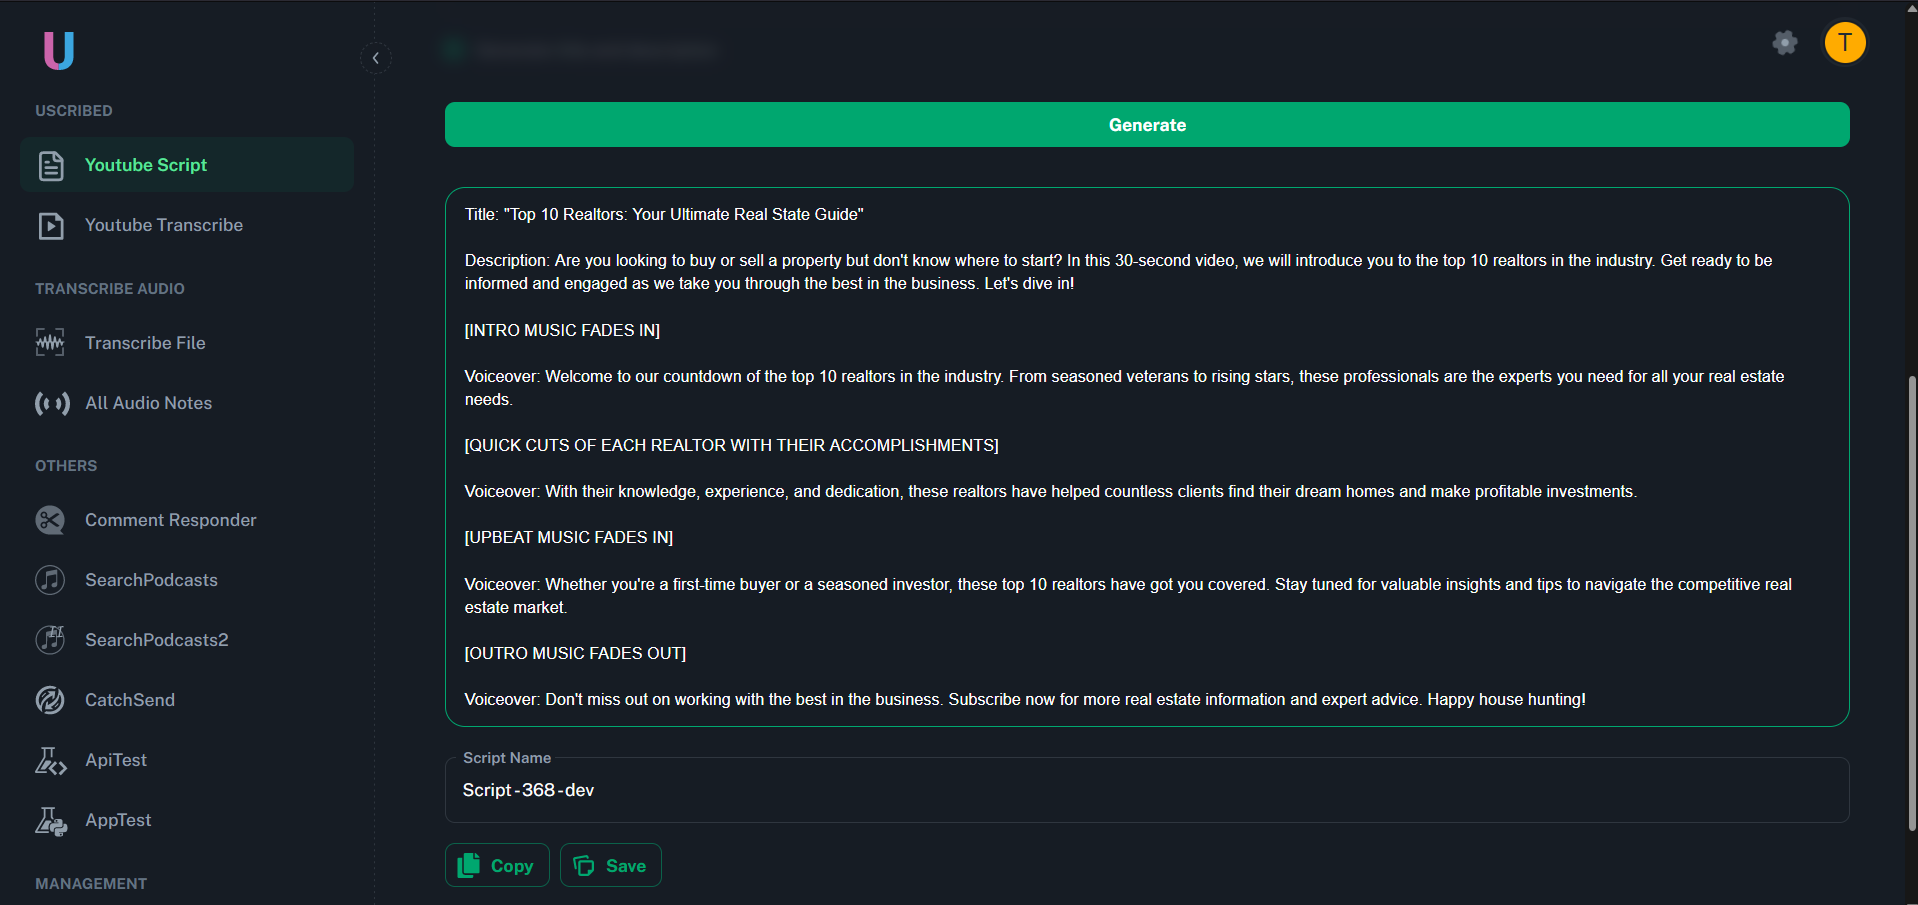 U
USCRIBED
Youtube Script
Youtube Transcribe
TRANSCRIBE AUDIO
Transcribe File
All Audio Notes
OTHERS
Comment Responder
SearchPodcasts
SearchPodcasts2
CatchSend
ApiTest
AppTest
MANAGEMENT
T
Generate
Title: "Top 10 Realtors: Your Ultimate Real State Guide"
Description: Are you looking to buy or sell a property but don't know where to start? In this 30-second video, we will introduce you to the top 10 realtors in the industry. Get ready to be
informed and engaged as we take you through the best in the business. Let's dive in!
[INTRO MUSIC FADES IN]
Voiceover: Welcome to our countdown of the top 10 realtors in the industry. From seasoned veterans to rising stars, these professionals are the experts you need for all your real estate
needs.
[QUICK CUTS OF EACH REALTOR WITH THEIR ACCOMPLISHMENTS]
Voiceover: With their knowledge, experience, and dedication, these realtors have helped countless clients find their dream homes and make profitable investments.
[UPBEAT MUSIC FADES IN]
Voiceover: Whether you're a first-time buyer or a seasoned investor, these top 10 realtors have got you covered. Stay tuned for valuable insights and tips to navigate the competitive real
estate market.
[OUTRO MUSIC FADES OUT]
Voiceover: Don't miss out on working with the best in the business. Subscribe now for more real estate information and expert advice. Happy house hunting!
Script Name
Script-368-dev
Copy
Save